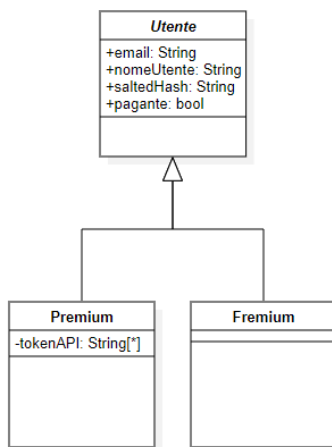 Utente
+email: String
+nomeUtente: String
+saltedHash: String
+pagante: bool
Premium
-tokenAPI: String[*]
Fremium